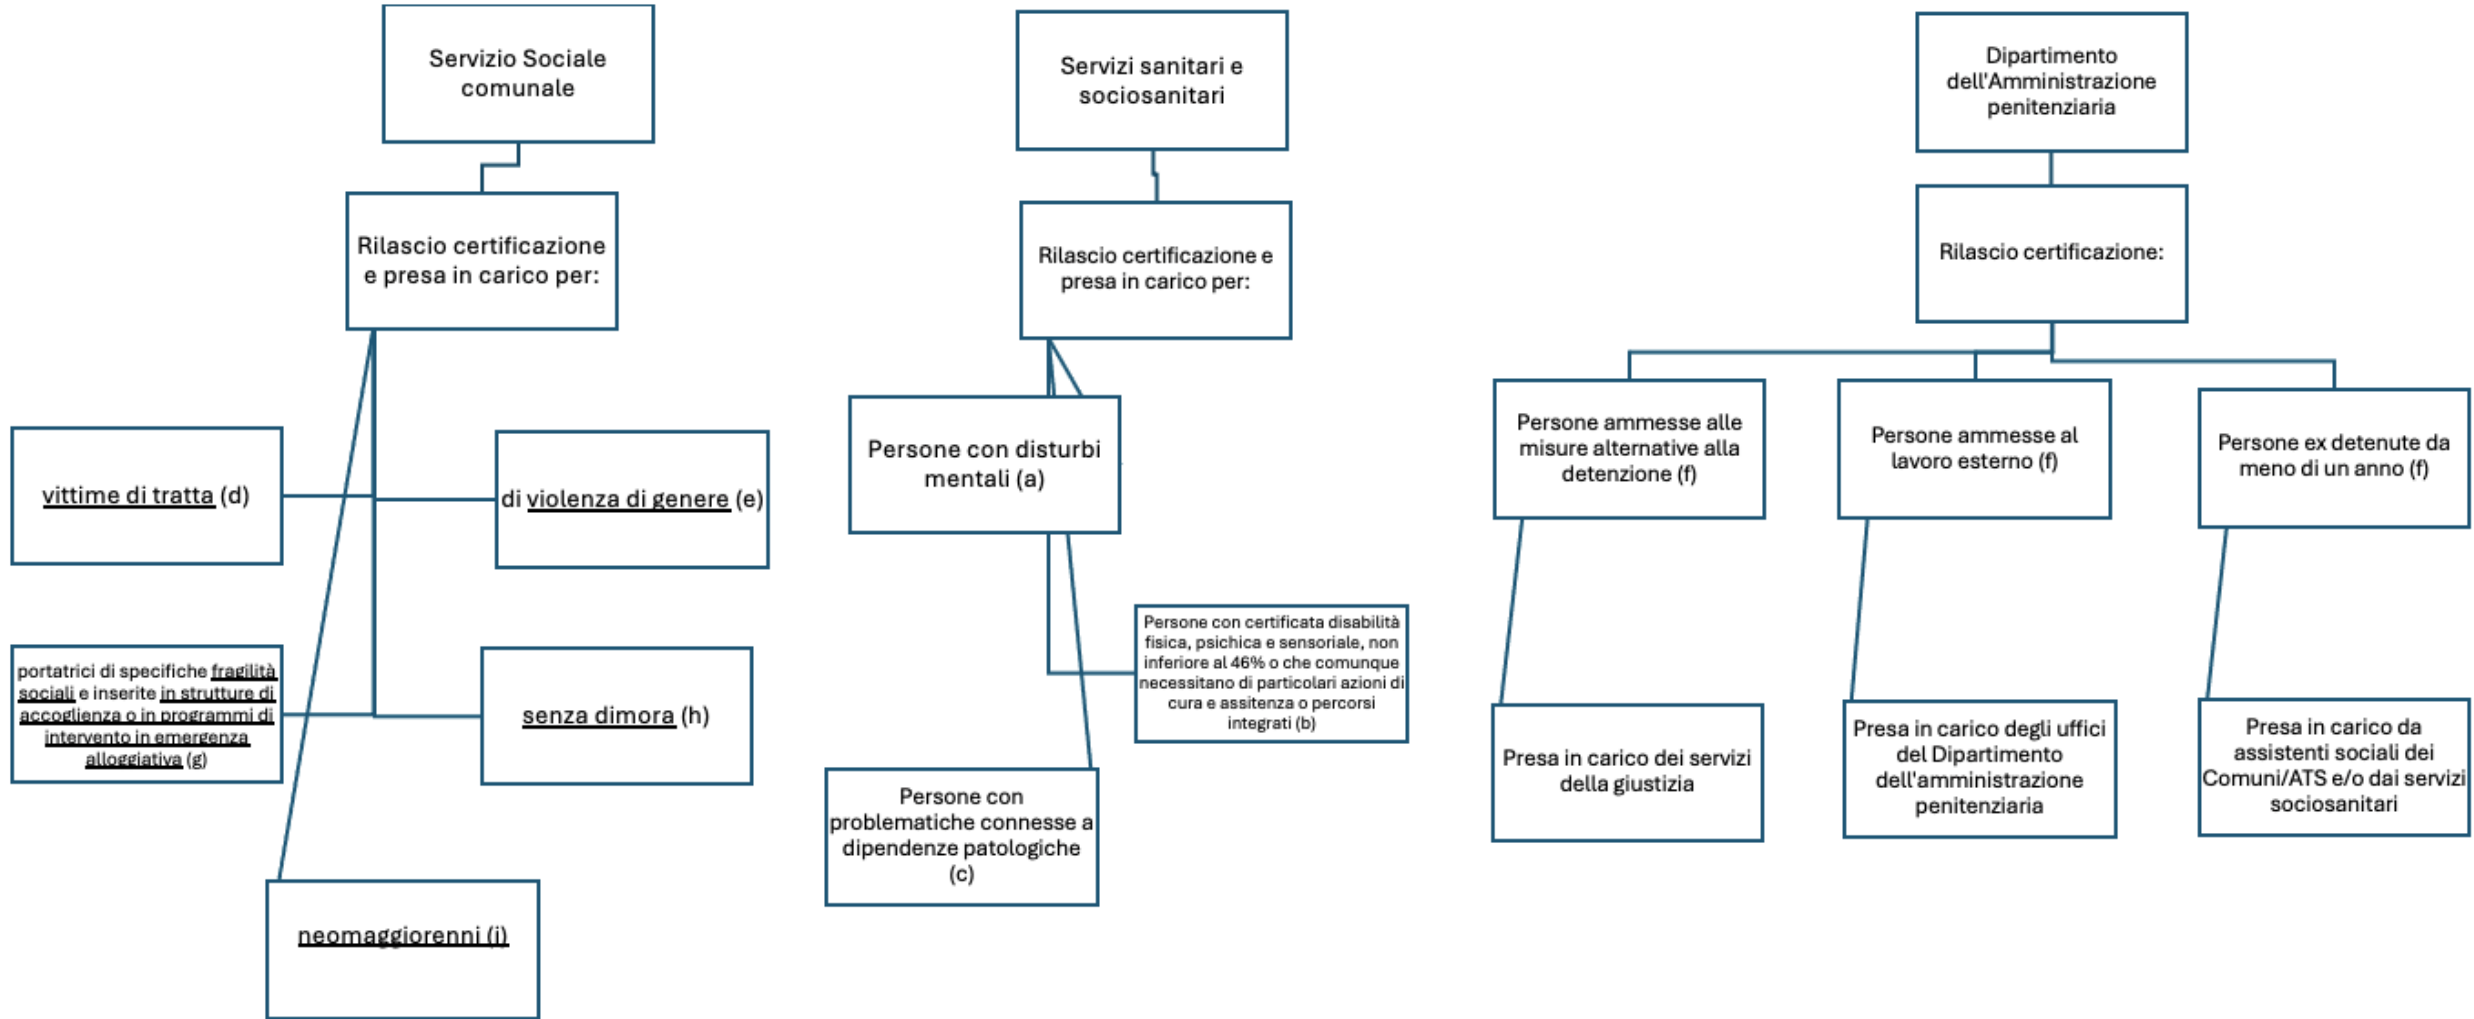 Servizio Sociale
comunale
Rilascio certificazione
e presa in carico per:
vittime di tratta (d)
di violenza di genere (e)
portatrici di specifiche fragilità
sociali e inserite in strutture di
accoglienza o in programmi di
intervento in emergenza
alloggiativa (g)
senza dimora (h)
neomaggiorenni (i)
Servizi sanitari e
sociosanitari
Rilascio certificazione e
presa in carico per:
Persone con disturbi
mentali (a)
Persone con certificata disabilità
fisica, psichica e sensoriale, non
inferiore al 46% o che comunque
necessitano di particolari azioni di
cura e assitenza o percorsi
integrati (b)
Persone con
problematiche connesse a
dipendenze patologiche
(c)
Dipartimento
dell'Amministrazione
penitenziaria
Rilascio certificazione:
Persone ammesse alle
misure alternative alla
detenzione (f)
Persone ammesse al
lavoro esterno (f)
Persone ex detenute da
meno di un anno (f)
Presa in carico dei servizi
della giustizia
Presa in carico degli uffici
del Dipartimento
dell'amministrazione
penitenziaria
Presa in carico da
assistenti sociali dei
Comuni/ATS e/o dai servizi
sociosanitari